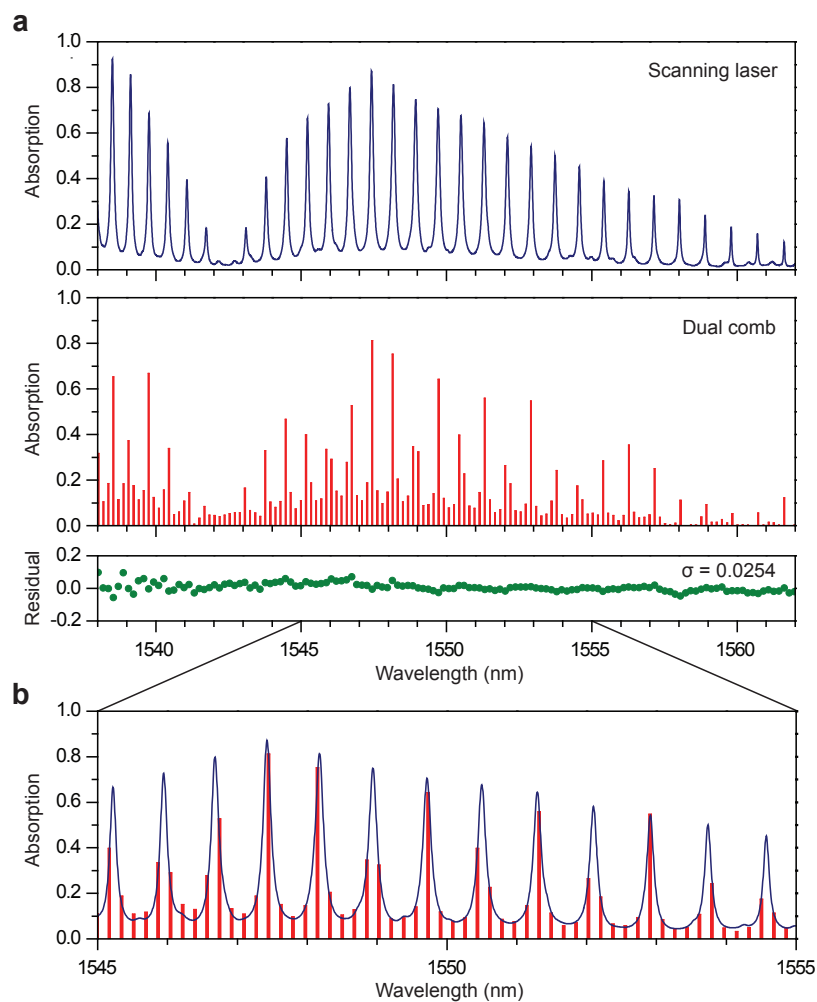 a
1.0
0.8
0.6
0.4
0.2
0.0
Absorption
Scanning laser
1.0
0.8
0.6
0.4
0.2
0.0
Absorption
Dual comb
0.2
0.0
-0.2
Residual
σ = 0.0254
1540 1545 1550 1555 1560
Wavelength (nm)
b
1.0
0.8
0.6
0.4
0.2
0.0
Absorption
1545 1550 1555
Wavelength (nm)